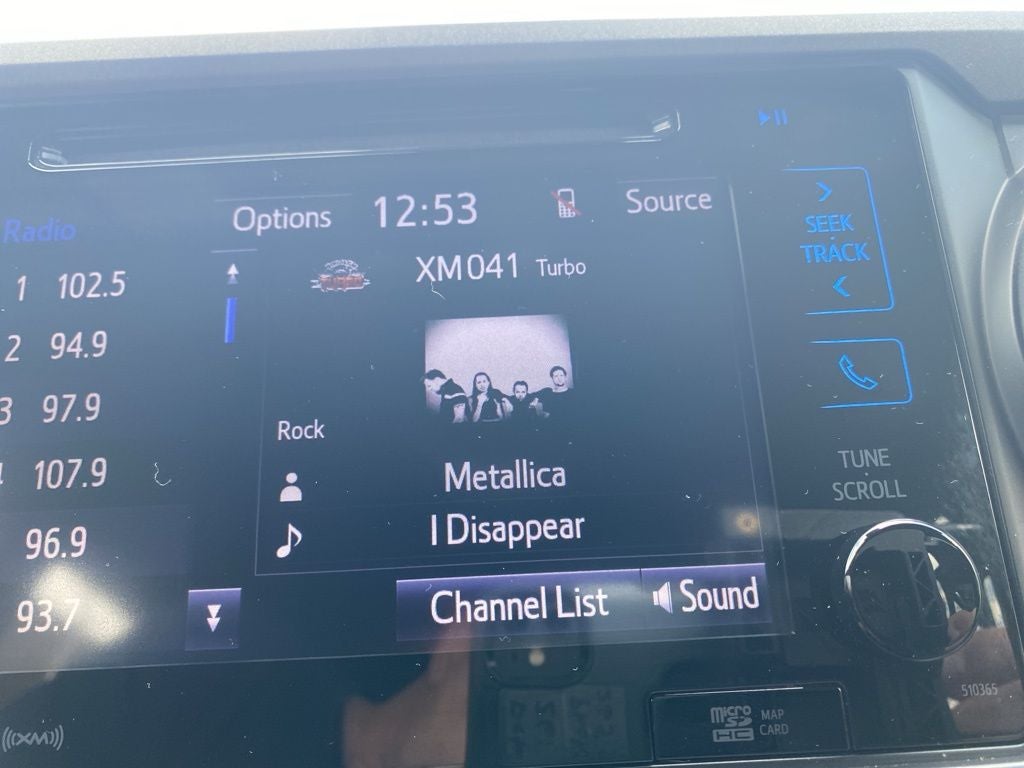 Options
12:53
Source
Radio
XM041 Turbo
TURBO
1 102.5
2 94.9
3 97.9
107.9
96.9
93.7
Rock
Metallica
I Disappear
Channel List
Sound
SEEK
TRACK
TUNE
SCROLL
510365
micro
SD
HC
MAP
CARD
((XM))